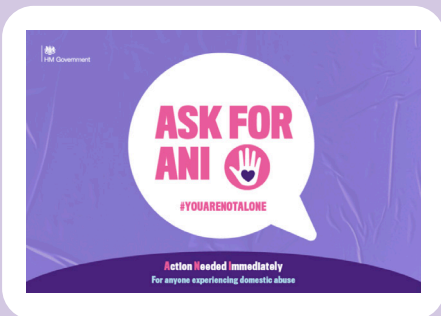 HM Government
ASK FOR
ANI
#YOUARENOTALONE
Action Needed Immediately
For anyone experiencing domestic abuse